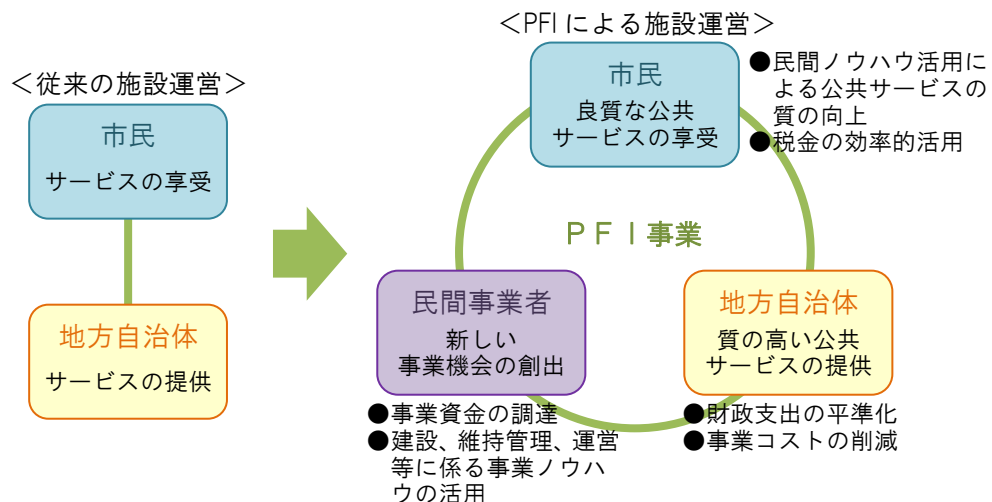 ＜従来の施設運営＞
市民
サービスの享受
地方自治体
サービスの提供
＜PFIによる施設運営＞
市民
良質な公共
サービスの享受
●民間ノウハウ活用に
よる公共サービスの
質の向上
●税金の効率的活用
ＰＦＩ事業
民間事業者
新しい
事業機会の創出
●事業資金の調達
●建設、維持管理、運営
等に係る事業ノウハ
ウの活用
地方自治体
質の高い公共
サービスの提供
●財政支出の平準化
●事業コストの削減